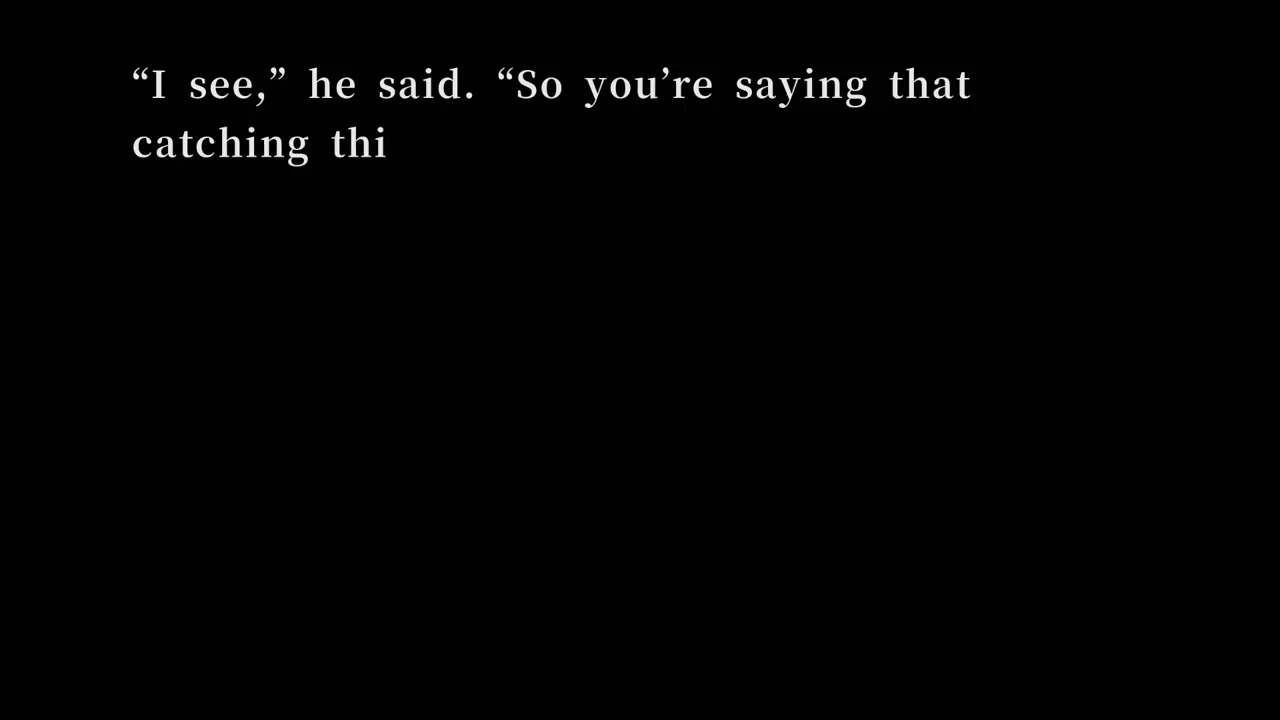 “I see,” he said. “So you’re saying that
catching thi